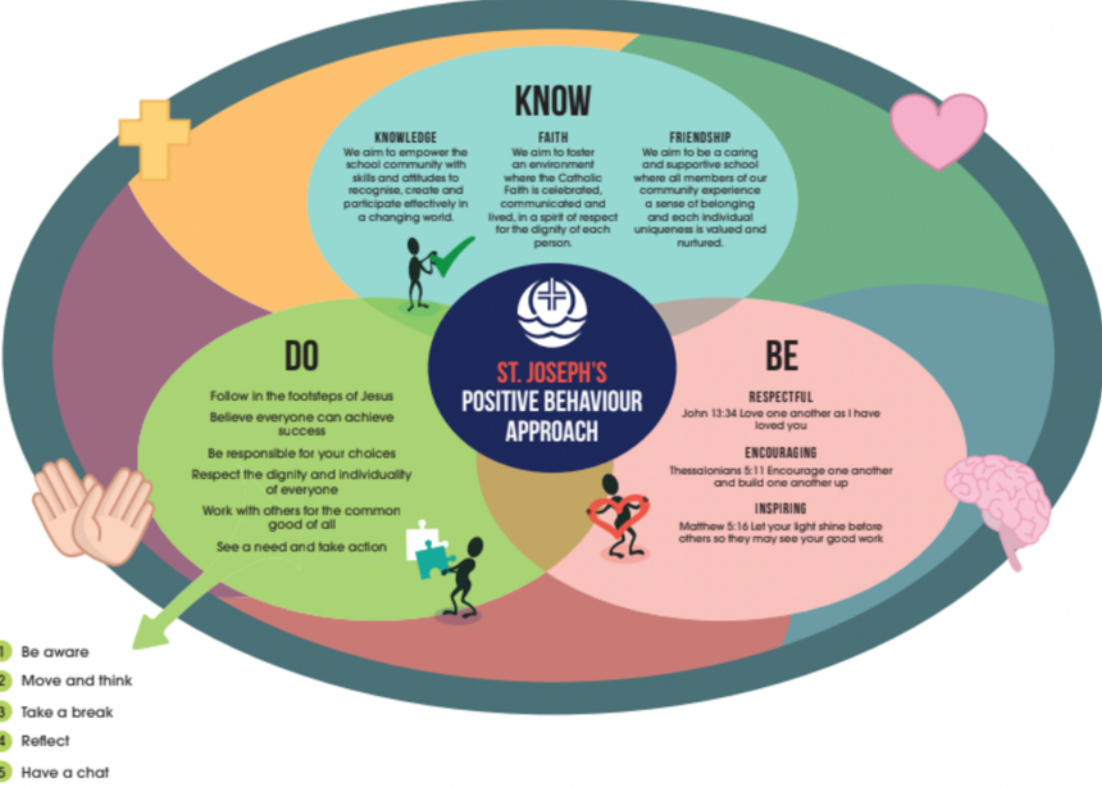 KNOW
KNOWLEDGE
We aim to empower the
school community with
skills and attitudes to
recognise, create and
participate effectively in
a changing world.
FAITH
We aim to foster
an environment
where the Catholic
Faith is celebrated,
communicated and
lived, in a spirit of respect
for the dignity of each
person.
FRIENDSHIP
We aim to be a caring
and supportive school
where all members of our
community experience
a sense of belonging
and each individual
uniqueness is valued and
nurtured.
ST. JOSEPH'S
POSITIVE BEHAVIOUR
APPROACH
DO
Follow in the footsteps of Jesus
Believe everyone can achieve
success
Be responsible for your choices
Respect the dignity and individuality
of everyone
Work with others for the common
good of all
See a need and take action
BE
RESPECTFUL
John 13:34 Love one another as I have
loved you
ENCOURAGING
Thessalonians 5:11 Encourage one another
and build one another up
INSPIRING
Matthew 5:16 Let your light shine before
others so they may see your good work
1 Be aware
2 Move and think
3 Take a break
4 Reflect
5 Have a chat